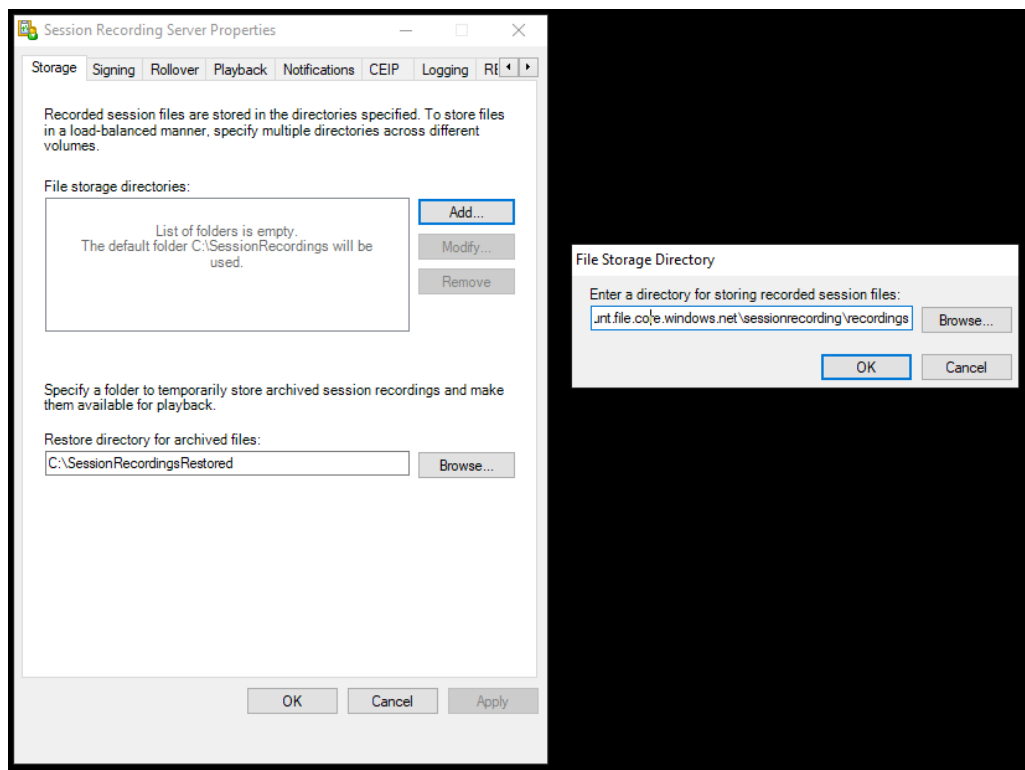 Session Recording Server Properties
Storage Signing Rollover Playback Notifications CEIP Logging
Recorded session files are stored in the directories specified. To store files
in a load-balanced manner, specify multiple directories across different
volumes.
File storage directories:
List of folders is empty.
The default folder C:\SessionRecordings will be
used.
Add...
Modify...
Remove
Specify a folder to temporarily store archived session recordings and make
them available for playback.
Restore directory for archived files:
C:\SessionRecordingsRestored
Browse...
OK Cancel Apply
File Storage Directory
Enter a directory for storing recorded session files:
unt.file.core.windows.net\sessionrecording\recordings
Browse...
OK Cancel